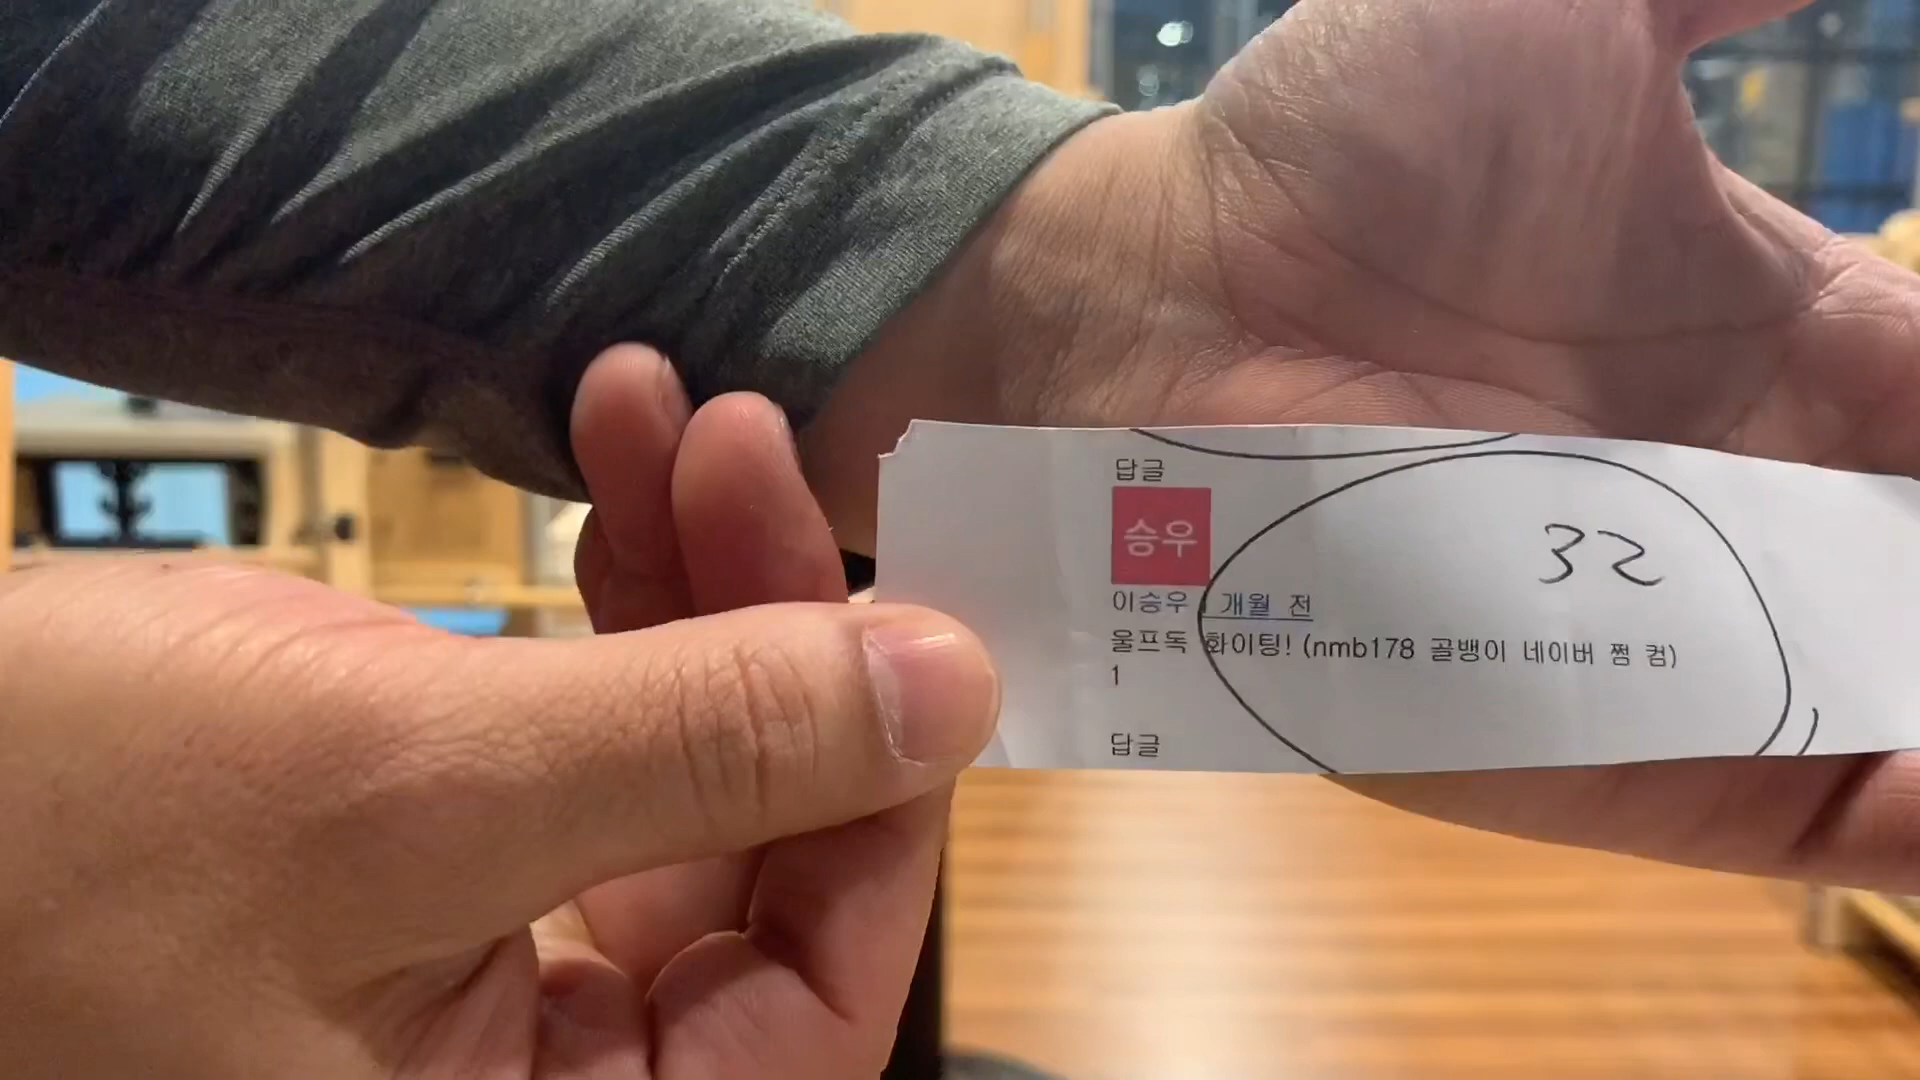 답글
승우
32
이승우 1개월 전
울프독 화이팅! (nmb178 골뱅이 네이버 쩜 컴)
1
답글